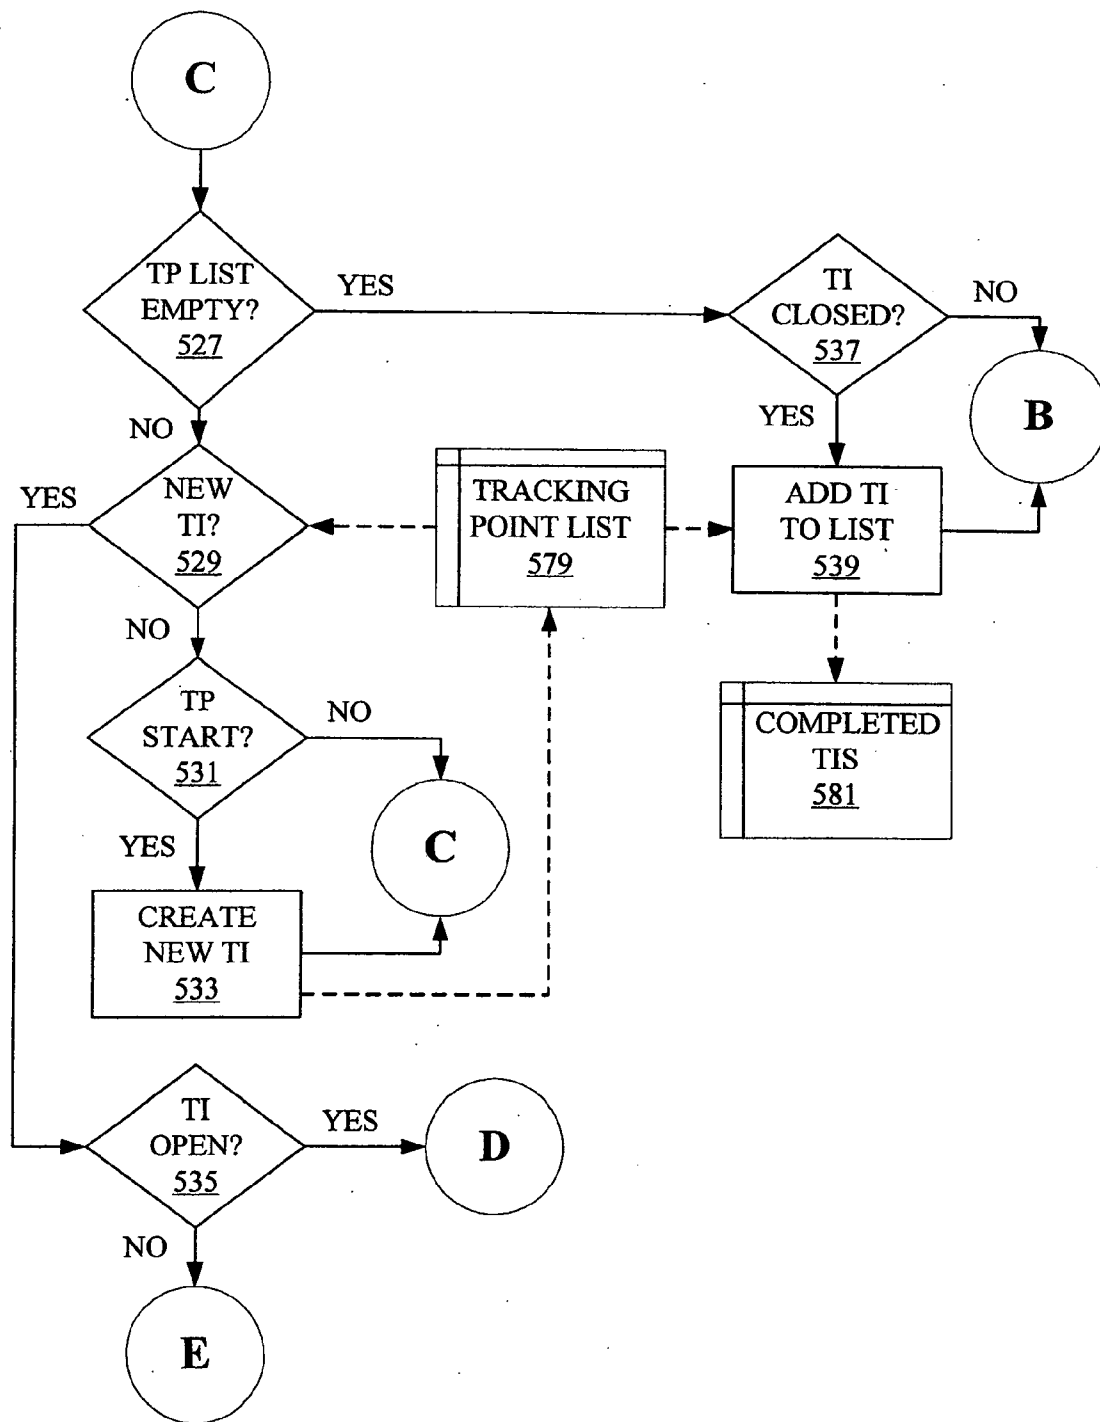 C
TP LIST
EMPTY?
527
YES
TI
CLOSED?
537
NO
B
NO
YES
YES
NEW
TI?
529
TRACKING
POINT LIST
579
ADD TI
TO LIST
539
NO
TP
START?
531
NO
COMPLETED
TIS
581
YES
C
CREATE
NEW TI
533
TI
OPEN?
535
YES
D
NO
E